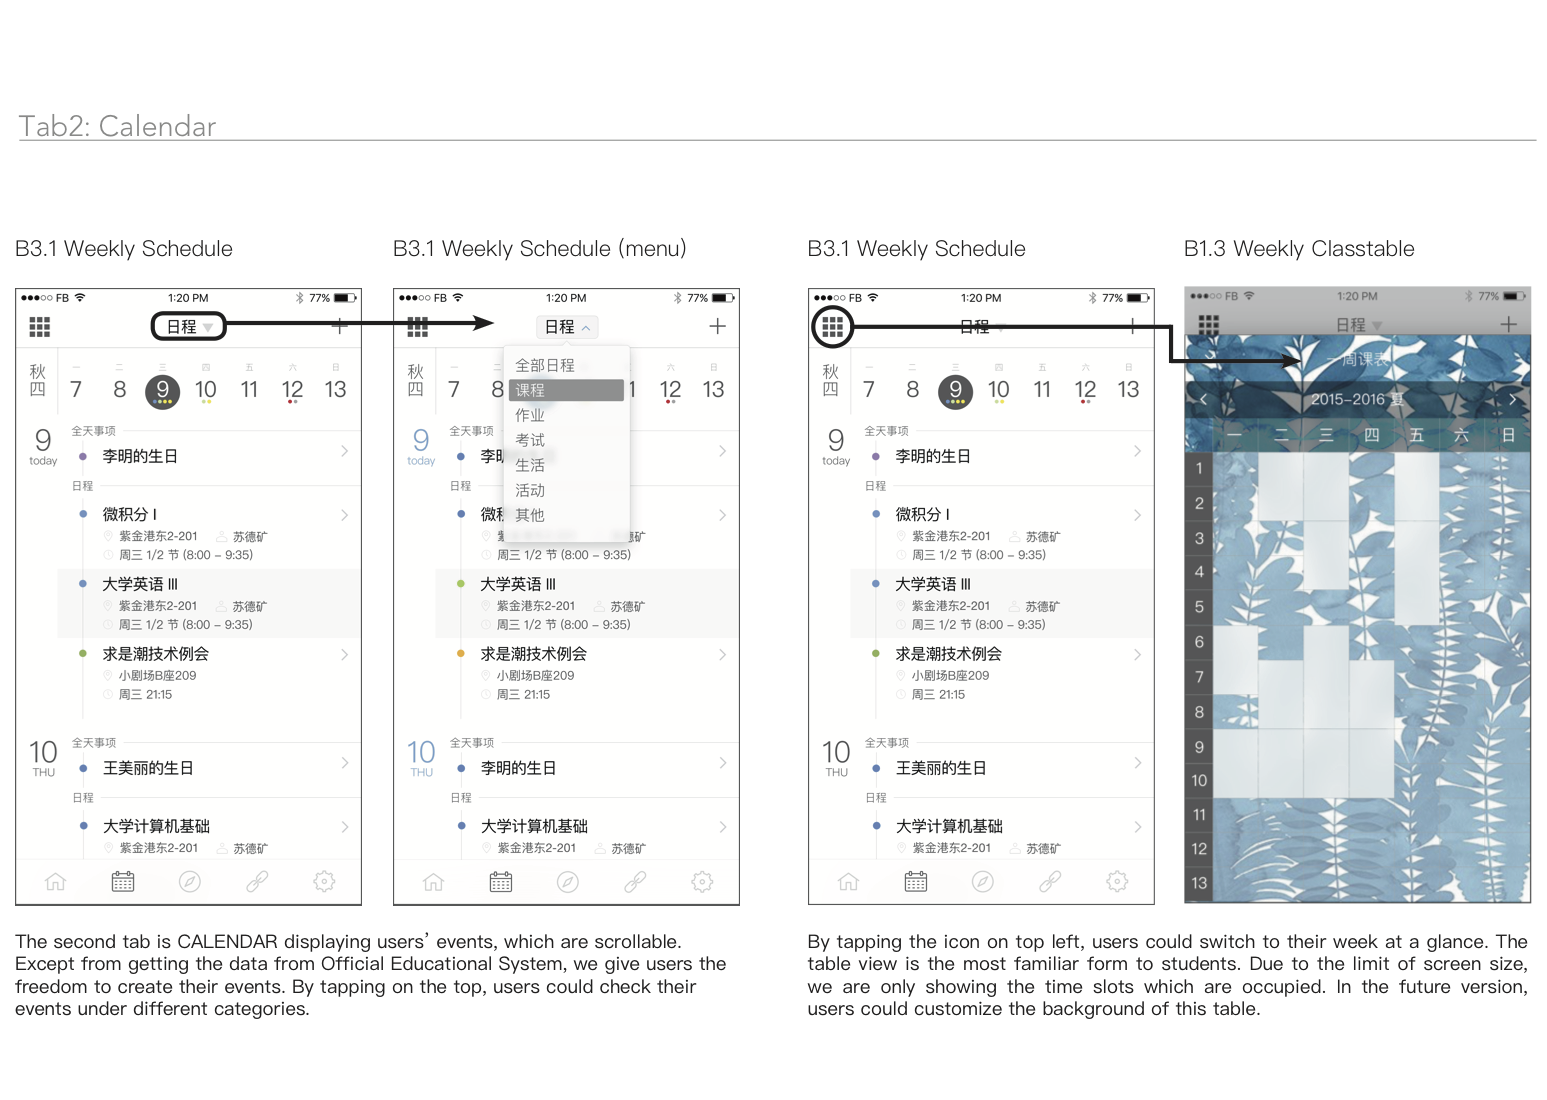 Tab2: Calendar
B3.1 Weekly Schedule
FB 1:20 PM 77%
日程
秋四
一 二 三 四 五 六 日
7 8 9 10 11 12 13
9 today
全天事项
李明的生日
日程
微积分 I
紫金港东2-201 苏德矿
周三 1/2 节 (8:00 – 9:35)
大学英语 III
紫金港东2-201 苏德矿
周三 1/2 节 (8:00 – 9:35)
求是潮技术例会
小剧场B座209
周三 21:15
10 THU
全天事项
王美丽的生日
日程
大学计算机基础
紫金港东2-201 苏德矿
B3.1 Weekly Schedule (menu)
FB 1:20 PM 77%
日程
全部日程
课程
作业
考试
生活
活动
其他
秋四
一 二 六 日
7 8 11 12 13
9 today
全天事项
李明
日程
微积
紫 矿
周三 1/2 节 (8:00 – 9:35)
大学英语 III
紫金港东2-201 苏德矿
周三 1/2 节 (8:00 – 9:35)
求是潮技术例会
小剧场B座209
周三 21:15
10 THU
全天事项
李明的生日
日程
大学计算机基础
紫金港东2-201 苏德矿
The second tab is CALENDAR displaying users’ events, which are scrollable.
Except from getting the data from Official Educational System, we give users the
freedom to create their events. By tapping on the top, users could check their
events under different categories.
B3.1 Weekly Schedule
FB 1:20 PM 77%
日程
秋四
一 二 三 四 五 六 日
7 8 9 10 11 12 13
9 today
全天事项
李明的生日
日程
微积分 I
紫金港东2-201 苏德矿
周三 1/2 节 (8:00 – 9:35)
大学英语 III
紫金港东2-201 苏德矿
周三 1/2 节 (8:00 – 9:35)
求是潮技术例会
小剧场B座209
周三 21:15
10 THU
全天事项
王美丽的生日
日程
大学计算机基础
紫金港东2-201 苏德矿
B1.3 Weekly Classtable
FB 1:20 PM 77%
日程
一周课表
2015-2016 夏
一 二 三 四 五 六 日
1
2
3
4
5
6
7
8
9
10
11
12
13
By tapping the icon on top left, users could switch to their week at a glance. The
table view is the most familiar form to students. Due to the limit of screen size,
we are only showing the time slots which are occupied. In the future version,
users could customize the background of this table.